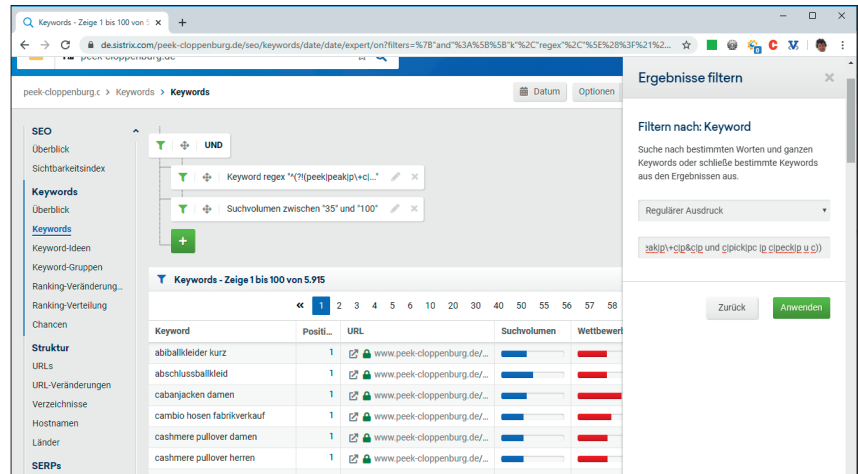 Keywords - Zeige 1 bis 100 von 5
de.sistrix.com/peek-cloppenburg.de/seo/keywords/date/date/expert/on?filters=%7B"and"%3A%5B%5B"k"%2C"regex"%2C"%5E%28%3F%21%2...
peek-cloppenburg.de
peek-cloppenburg.c > Keywords > Keywords
Datum
Optionen
SEO
Überblick
Sichtbarkeitsindex
Keywords
Überblick
Keywords
Keyword-Ideen
Keyword-Gruppen
Ranking-Veränderung...
Ranking-Verteilung
Chancen
Struktur
URLs
URL-Veränderungen
Verzeichnisse
Hostnamen
Länder
SERPs
UND
Keyword regex "^(?!(peek|peak|p\+c|..."
Suchvolumen zwischen "35" und "100"
Keywords - Zeige 1 bis 100 von 5.915
« 1 2 3 4 5 6 10 20 30 40 50 55 56 57 58
Keyword Positi... URL Suchvolumen Wettbewerl
abiballkleider kurz 1 www.peek-cloppenburg.de/...
abschlussballkleid 1 www.peek-cloppenburg.de/...
cabanjacken damen 1 www.peek-cloppenburg.de/...
cambio hosen fabrikverkauf 1 www.peek-cloppenburg.de/...
cashmere pullover damen 1 www.peek-cloppenburg.de/...
cashmere pullover herren 1 www.peek-cloppenburg.de/...
Ergebnisse filtern
Filtern nach: Keyword
Suche nach bestimmten Worten und ganzen
Keywords oder schließe bestimmte Keywords
aus den Ergebnissen aus.
Regulärer Ausdruck
eak|p\+c|p&c|p und c|pick|pc |p c|peck|p u c))
Zurück
Anwenden